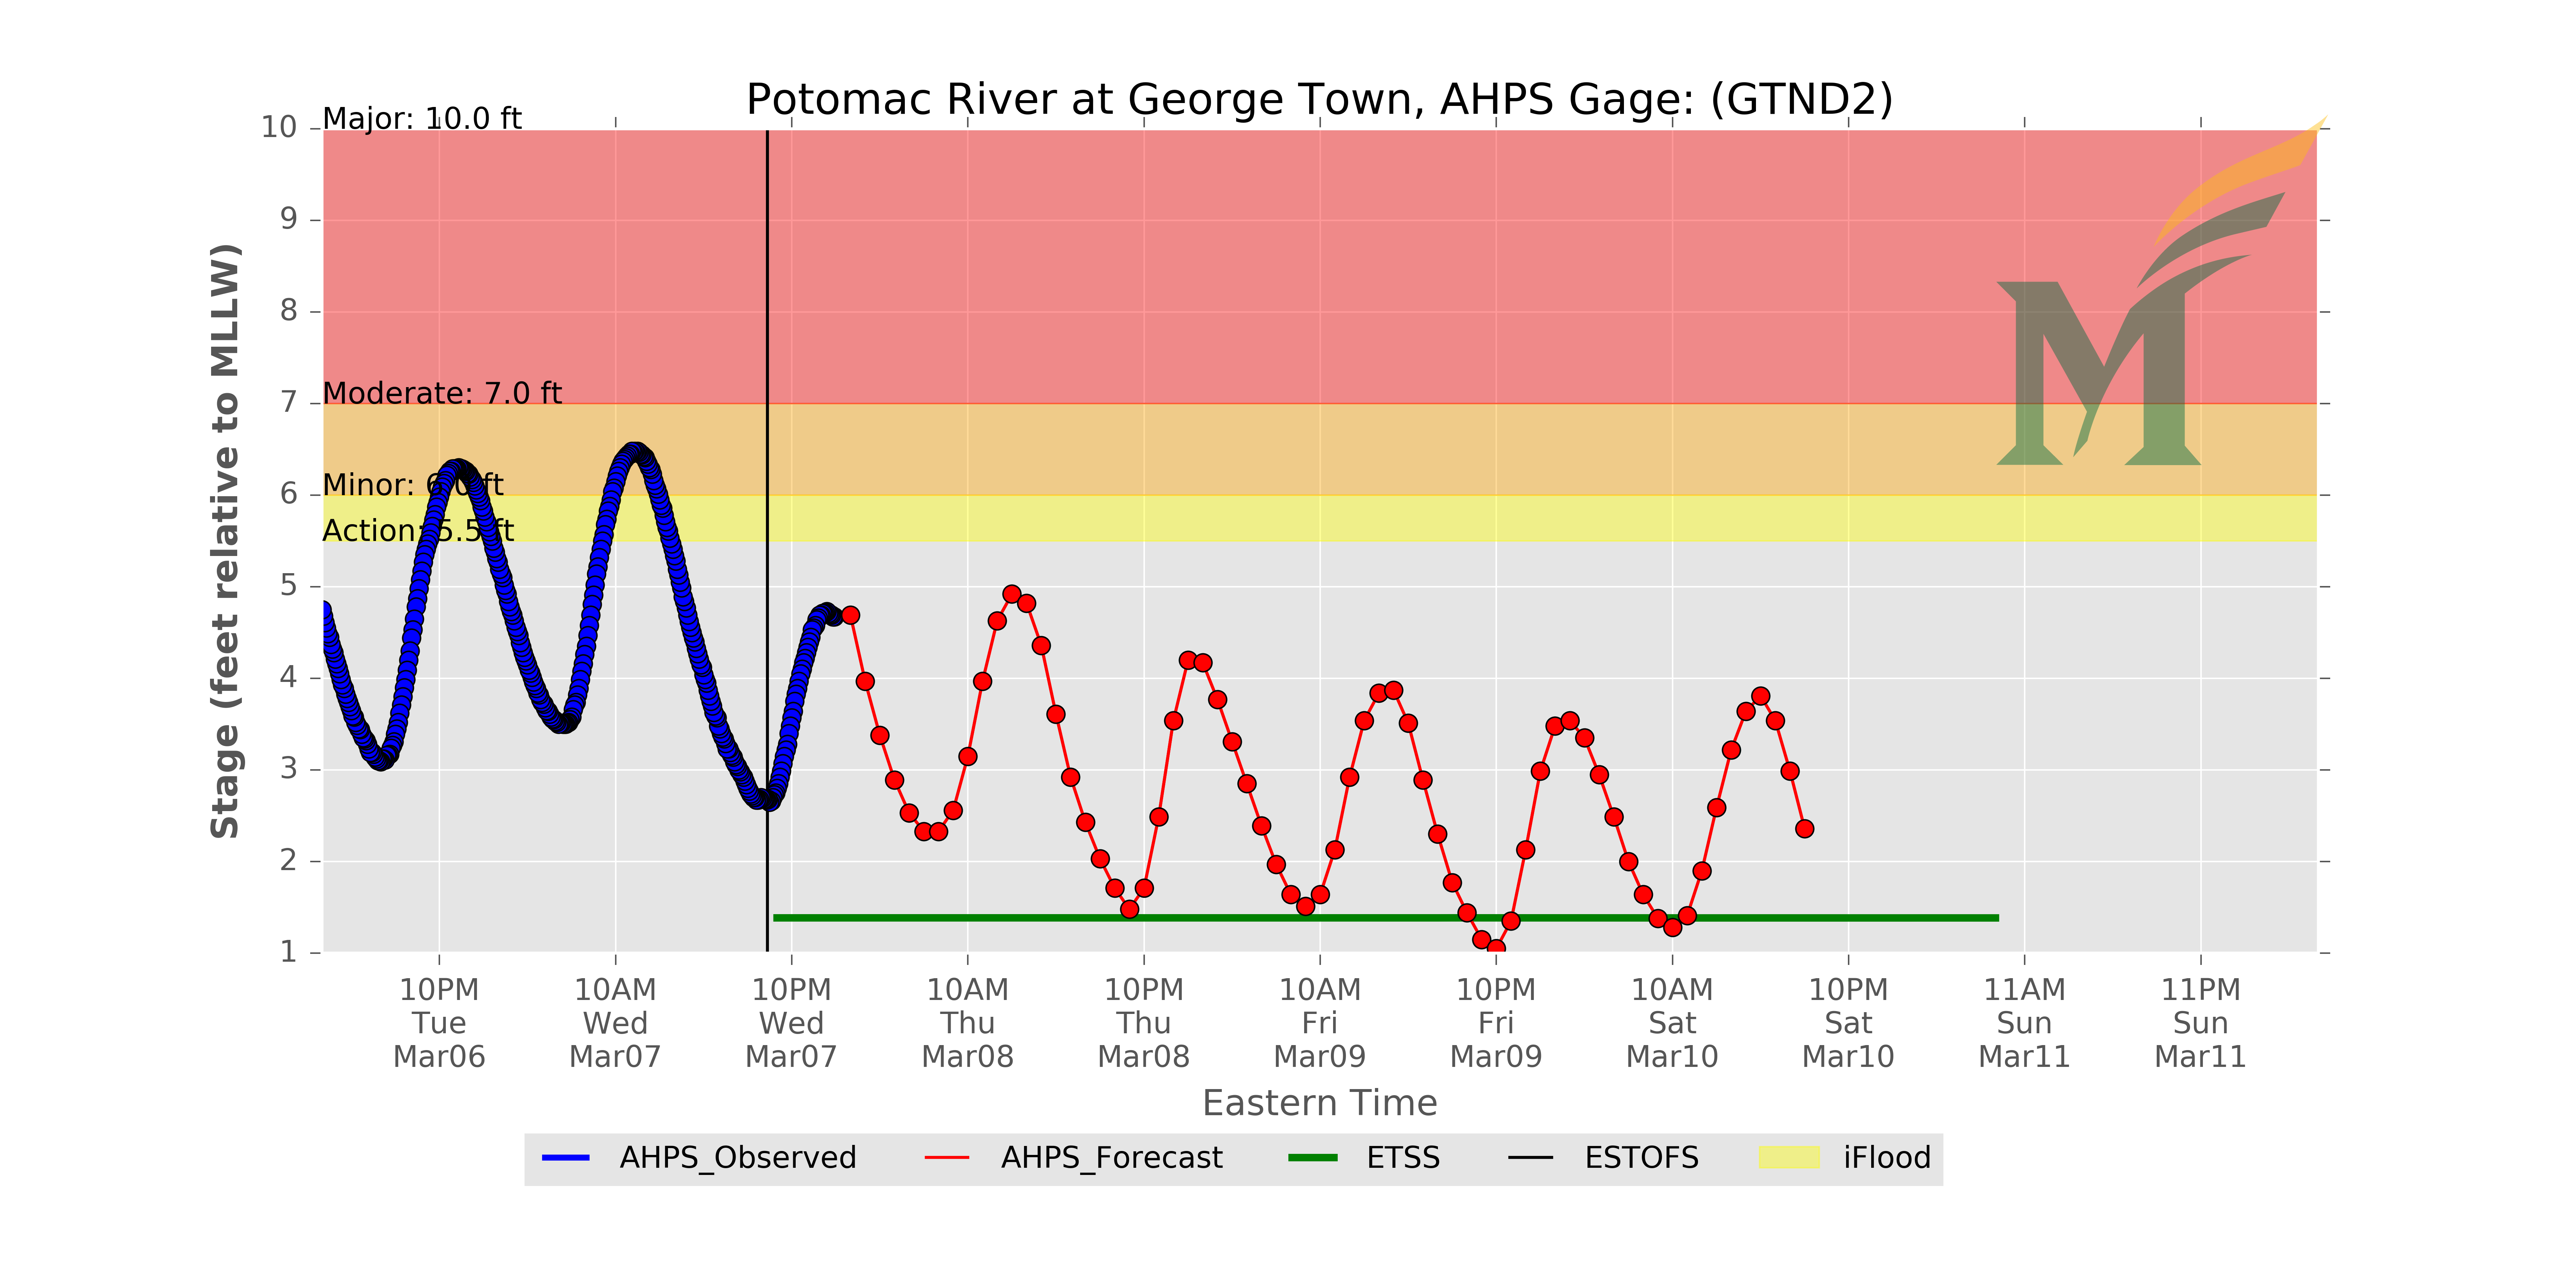 Potomac River at George Town, AHPS Gage: (GTND2)
Major: 10.0 ft
Moderate: 7.0 ft
Minor: 6.0 ft
Action: 5.5 ft
Stage (feet relative to MLLW)
10
9
8
7
6
5
4
3
2
1
10PM
Tue
Mar06
10AM
Wed
Mar07
10PM
Wed
Mar07
10AM
Thu
Mar08
10PM
Thu
Mar08
10AM
Fri
Mar09
10PM
Fri
Mar09
10AM
Sat
Mar10
10PM
Sat
Mar10
11AM
Sun
Mar11
11PM
Sun
Mar11
Eastern Time
AHPS_Observed
AHPS_Forecast
ETSS
ESTOFS
iFlood
M